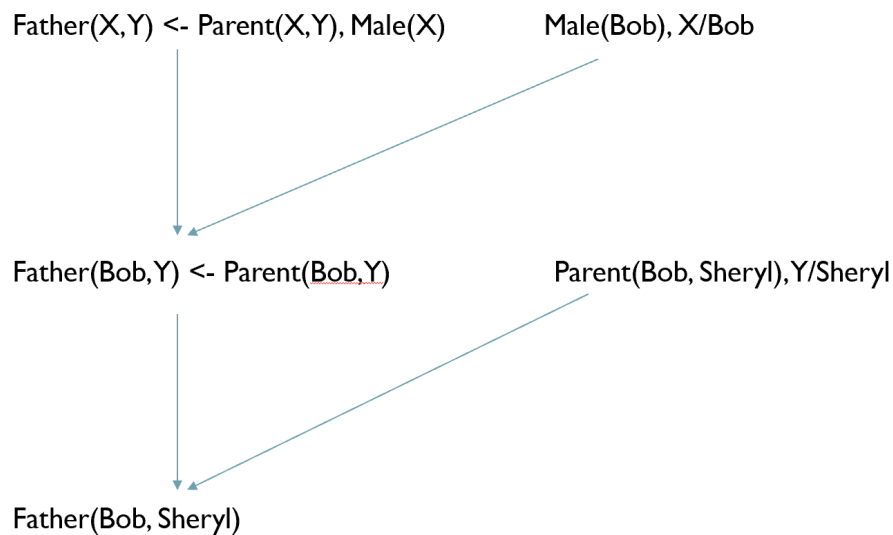 Father(X,Y) <- Parent(X,Y), Male(X)
Male(Bob), X/Bob
Father(Bob,Y) <- Parent(Bob,Y)
Parent(Bob, Sheryl),Y/Sheryl
Father(Bob, Sheryl)